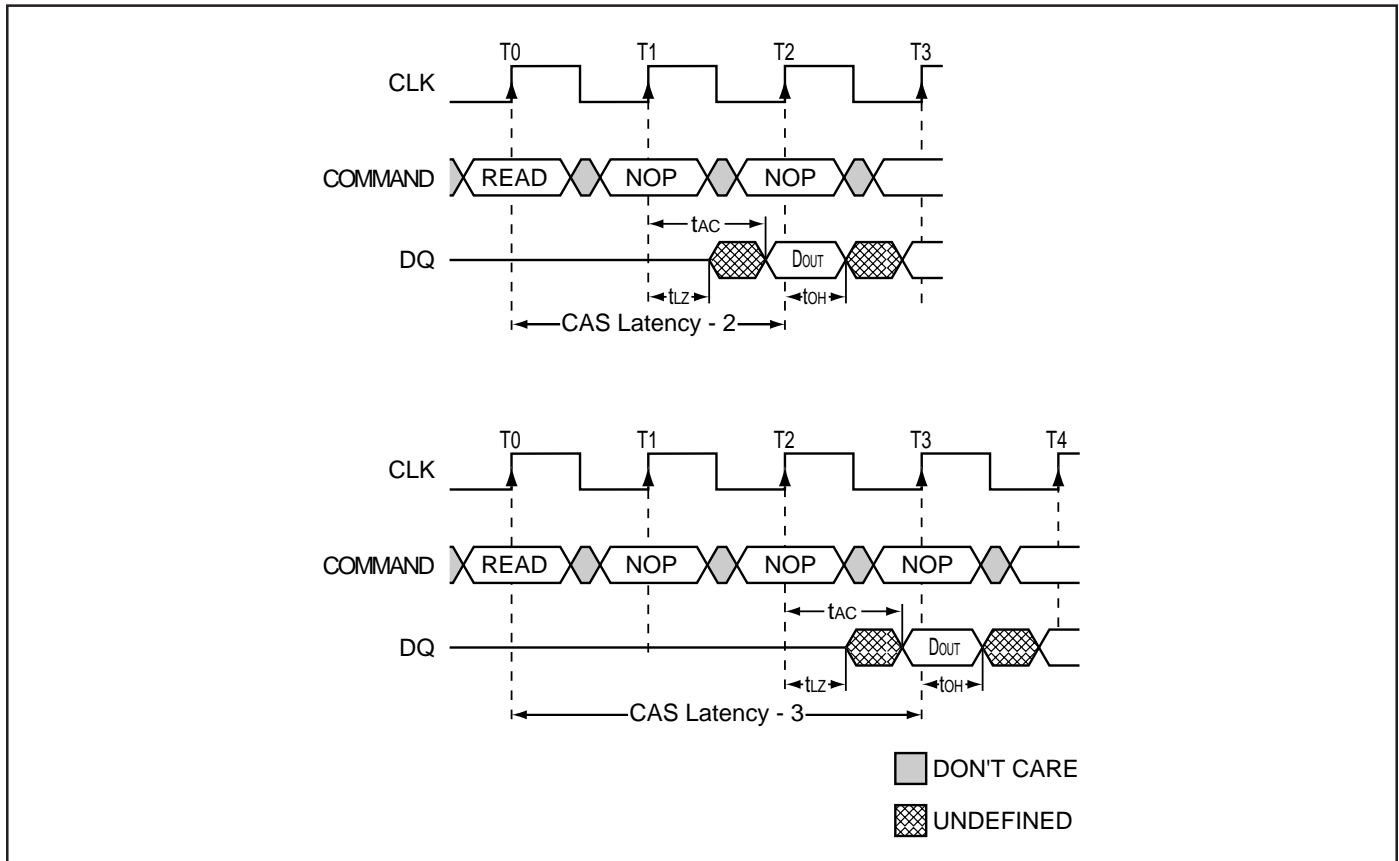 T0 T1 T2 T3
CLK
COMMAND READ NOP NOP
tAC
DQ DOUT
tLZ tOH
CAS Latency - 2
T0 T1 T2 T3 T4
CLK
COMMAND READ NOP NOP NOP
tAC
DQ DOUT
tLZ tOH
CAS Latency - 3
DON'T CARE
UNDEFINED